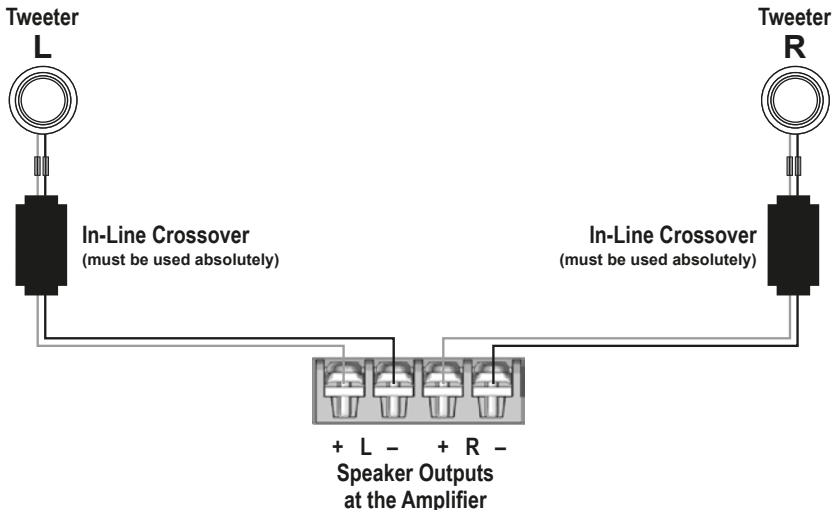 Tweeter
L
Tweeter
R
In-Line Crossover
(must be used absolutely)
In-Line Crossover
(must be used absolutely)
+ L – + R –
Speaker Outputs
at the Amplifier